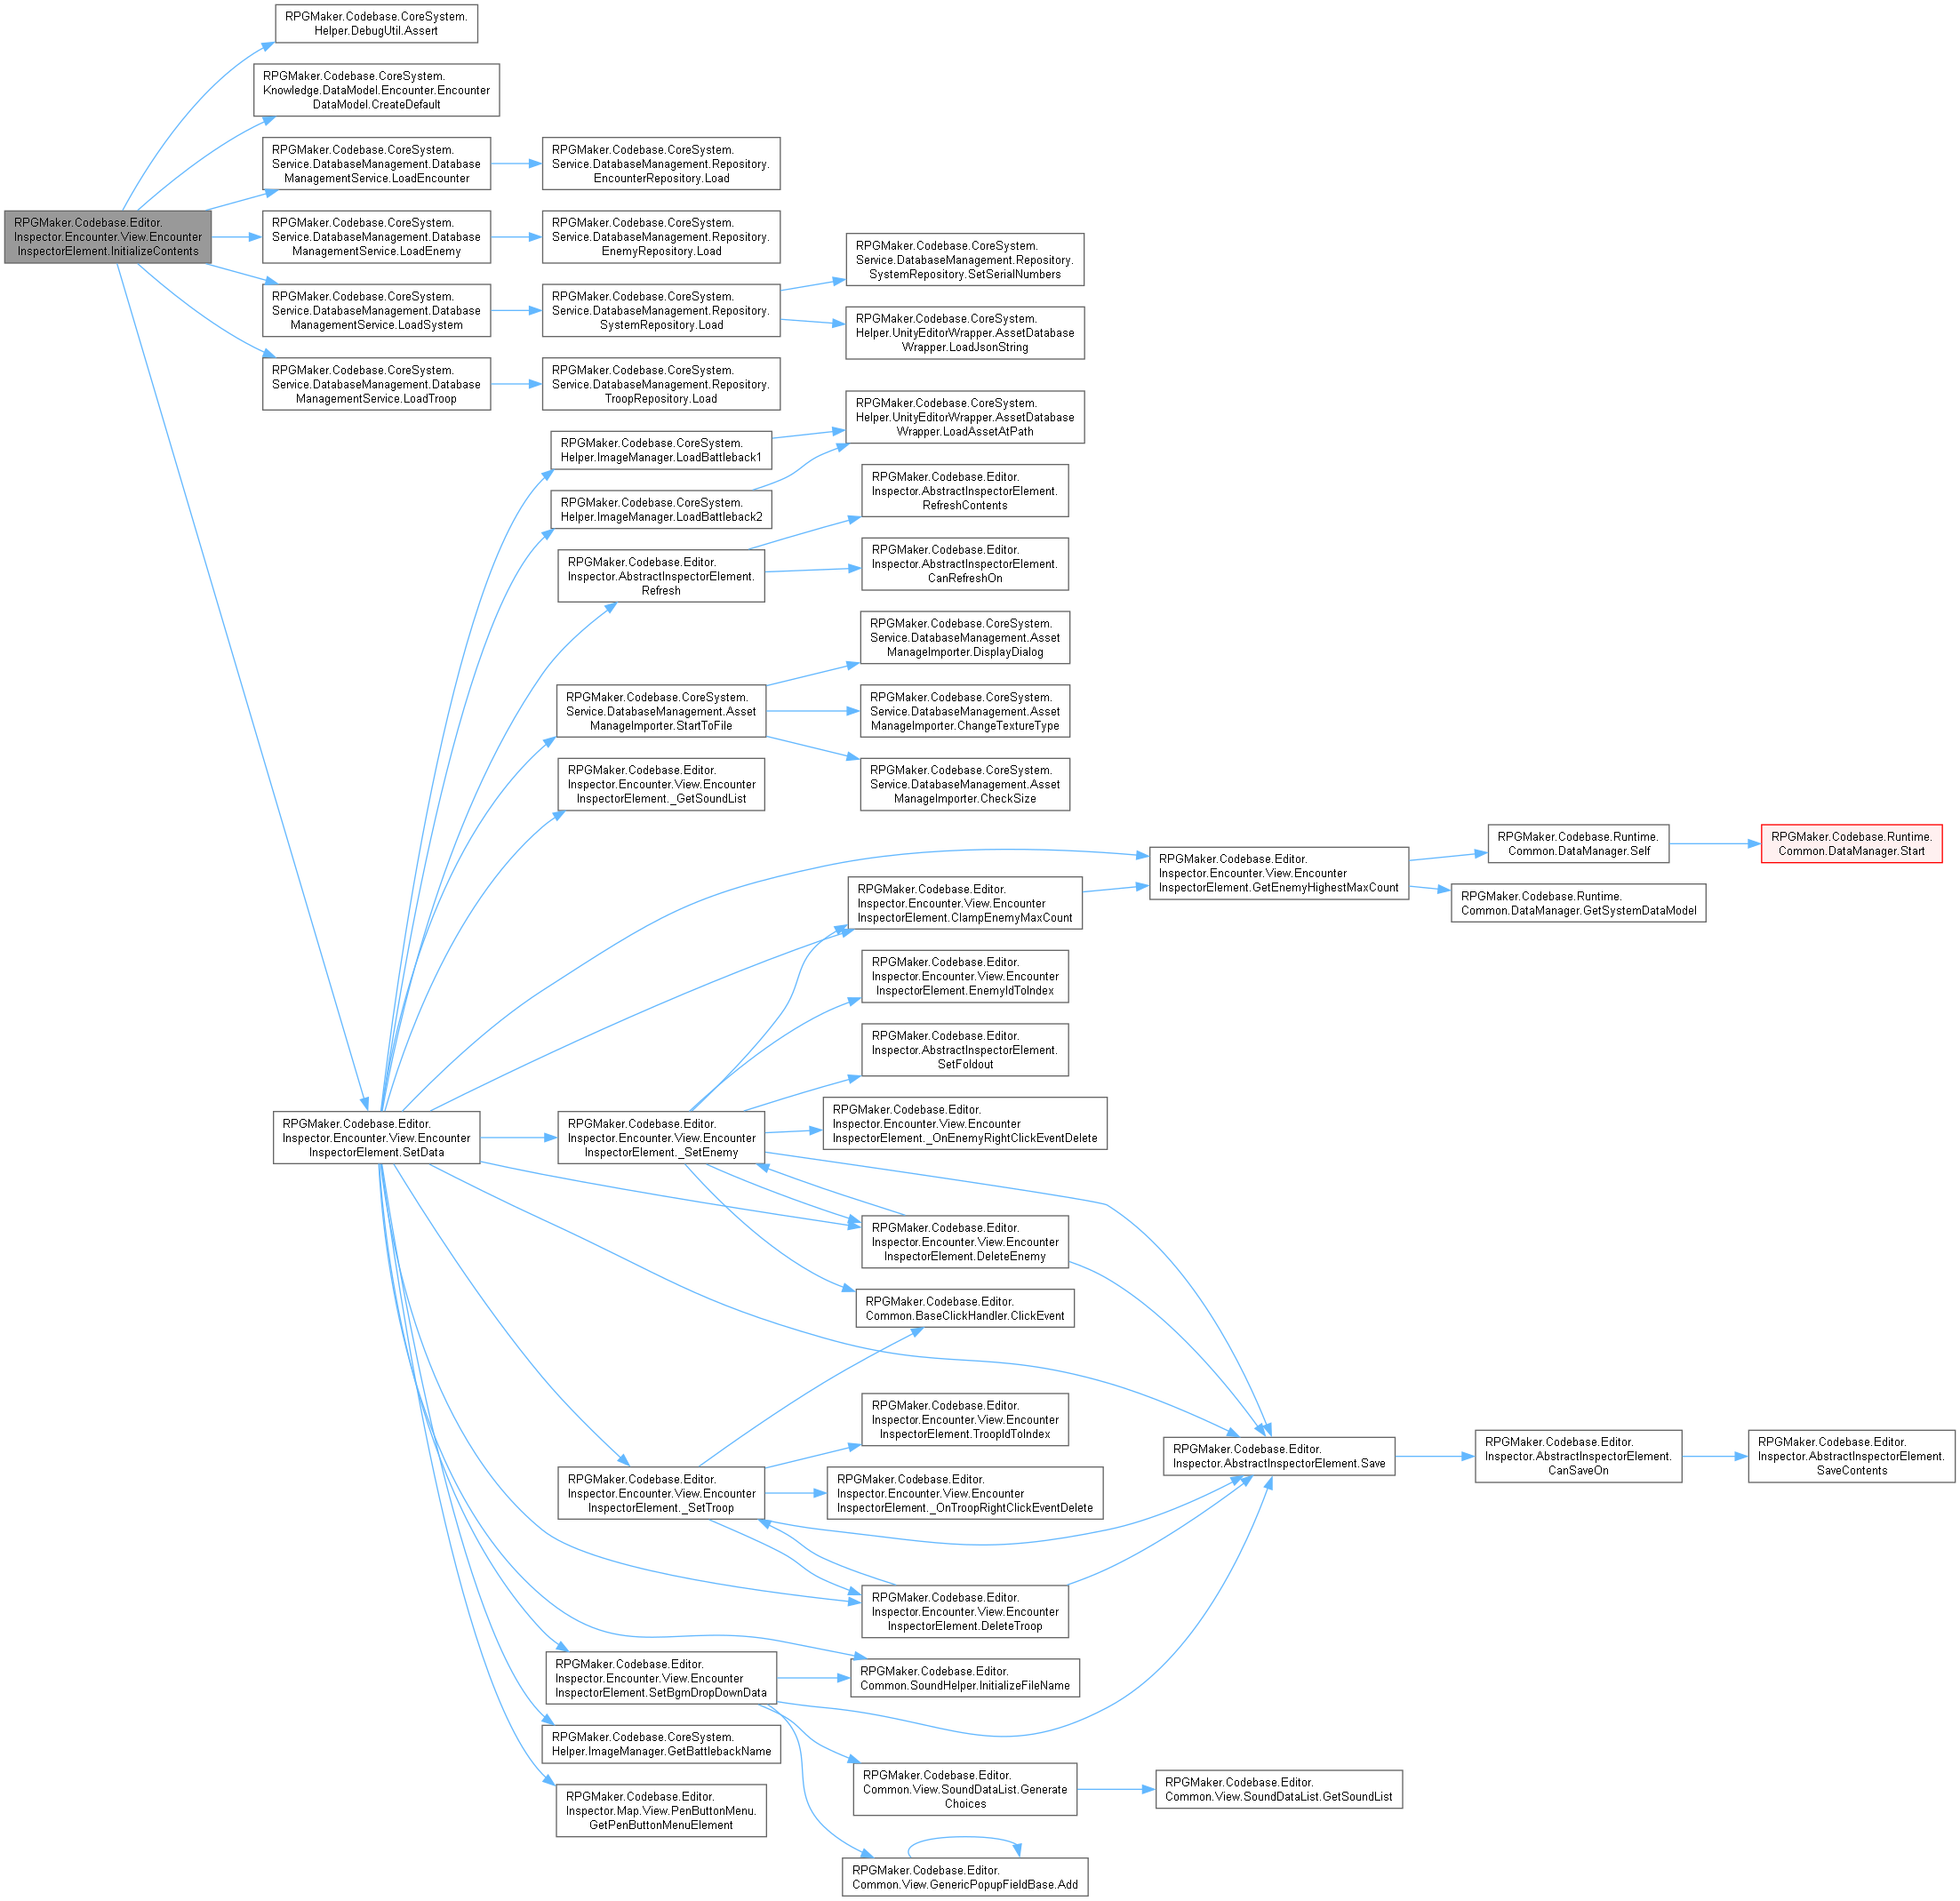 RPGMaker.Codebase.CoreSystem.
Helper.DebugUtil.Assert
RPGMaker.Codebase.CoreSystem.
Knowledge.DataModel.Encounter.Encounter
DataModel.CreateDefault
RPGMaker.Codebase.CoreSystem.
Service.DatabaseManagement.Database
ManagementService.LoadEncounter
RPGMaker.Codebase.CoreSystem.
Service.DatabaseManagement.Repository.
EncounterRepository.Load
RPGMaker.Codebase.Editor.
Inspector.Encounter.View.Encounter
InspectorElement.InitializeContents
RPGMaker.Codebase.CoreSystem.
Service.DatabaseManagement.Database
ManagementService.LoadEnemy
RPGMaker.Codebase.CoreSystem.
Service.DatabaseManagement.Repository.
EnemyRepository.Load
RPGMaker.Codebase.CoreSystem.
Service.DatabaseManagement.Repository.
SystemRepository.SetSerialNumbers
RPGMaker.Codebase.CoreSystem.
Service.DatabaseManagement.Database
ManagementService.LoadSystem
RPGMaker.Codebase.CoreSystem.
Service.DatabaseManagement.Repository.
SystemRepository.Load
RPGMaker.Codebase.CoreSystem.
Helper.UnityEditorWrapper.AssetDatabase
Wrapper.LoadJsonString
RPGMaker.Codebase.CoreSystem.
Service.DatabaseManagement.Database
ManagementService.LoadTroop
RPGMaker.Codebase.CoreSystem.
Service.DatabaseManagement.Repository.
TroopRepository.Load
RPGMaker.Codebase.CoreSystem.
Helper.UnityEditorWrapper.AssetDatabase
Wrapper.LoadAssetAtPath
RPGMaker.Codebase.CoreSystem.
Helper.ImageManager.LoadBattleback1
RPGMaker.Codebase.CoreSystem.
Helper.ImageManager.LoadBattleback2
RPGMaker.Codebase.Editor.
Inspector.AbstractInspectorElement.
RefreshContents
RPGMaker.Codebase.Editor.
Inspector.AbstractInspectorElement.
Refresh
RPGMaker.Codebase.Editor.
Inspector.AbstractInspectorElement.
CanRefreshOn
RPGMaker.Codebase.CoreSystem.
Service.DatabaseManagement.Asset
ManageImporter.DisplayDialog
RPGMaker.Codebase.CoreSystem.
Service.DatabaseManagement.Asset
ManageImporter.StartToFile
RPGMaker.Codebase.CoreSystem.
Service.DatabaseManagement.Asset
ManageImporter.ChangeTextureType
RPGMaker.Codebase.Editor.
Inspector.Encounter.View.Encounter
InspectorElement._GetSoundList
RPGMaker.Codebase.CoreSystem.
Service.DatabaseManagement.Asset
ManageImporter.CheckSize
RPGMaker.Codebase.Editor.
Inspector.Encounter.View.Encounter
InspectorElement.GetEnemyHighestMaxCount
RPGMaker.Codebase.Runtime.
Common.DataManager.Self
RPGMaker.Codebase.Runtime.
Common.DataManager.Start
RPGMaker.Codebase.Editor.
Inspector.Encounter.View.Encounter
InspectorElement.ClampEnemyMaxCount
RPGMaker.Codebase.Runtime.
Common.DataManager.GetSystemDataModel
RPGMaker.Codebase.Editor.
Inspector.Encounter.View.Encounter
InspectorElement.EnemyIdToIndex
RPGMaker.Codebase.Editor.
Inspector.AbstractInspectorElement.
SetFoldout
RPGMaker.Codebase.Editor.
Inspector.Encounter.View.Encounter
InspectorElement.SetData
RPGMaker.Codebase.Editor.
Inspector.Encounter.View.Encounter
InspectorElement._SetEnemy
RPGMaker.Codebase.Editor.
Inspector.Encounter.View.Encounter
InspectorElement._OnEnemyRightClickEventDelete
RPGMaker.Codebase.Editor.
Inspector.Encounter.View.Encounter
InspectorElement.DeleteEnemy
RPGMaker.Codebase.Editor.
Common.BaseClickHandler.ClickEvent
RPGMaker.Codebase.Editor.
Inspector.Encounter.View.Encounter
InspectorElement.TroopIdToIndex
RPGMaker.Codebase.Editor.
Inspector.AbstractInspectorElement.Save
RPGMaker.Codebase.Editor.
Inspector.AbstractInspectorElement.
CanSaveOn
RPGMaker.Codebase.Editor.
Inspector.AbstractInspectorElement.
SaveContents
RPGMaker.Codebase.Editor.
Inspector.Encounter.View.Encounter
InspectorElement._SetTroop
RPGMaker.Codebase.Editor.
Inspector.Encounter.View.Encounter
InspectorElement._OnTroopRightClickEventDelete
RPGMaker.Codebase.Editor.
Inspector.Encounter.View.Encounter
InspectorElement.DeleteTroop
RPGMaker.Codebase.Editor.
Inspector.Encounter.View.Encounter
InspectorElement.SetBgmDropDownData
RPGMaker.Codebase.Editor.
Common.SoundHelper.InitializeFileName
RPGMaker.Codebase.CoreSystem.
Helper.ImageManager.GetBattlebackName
RPGMaker.Codebase.Editor.
Common.View.SoundDataList.Generate
Choices
RPGMaker.Codebase.Editor.
Common.View.SoundDataList.GetSoundList
RPGMaker.Codebase.Editor.
Inspector.Map.View.PenButtonMenu.
GetPenButtonMenuElement
RPGMaker.Codebase.Editor.
Common.View.GenericPopupFieldBase.Add